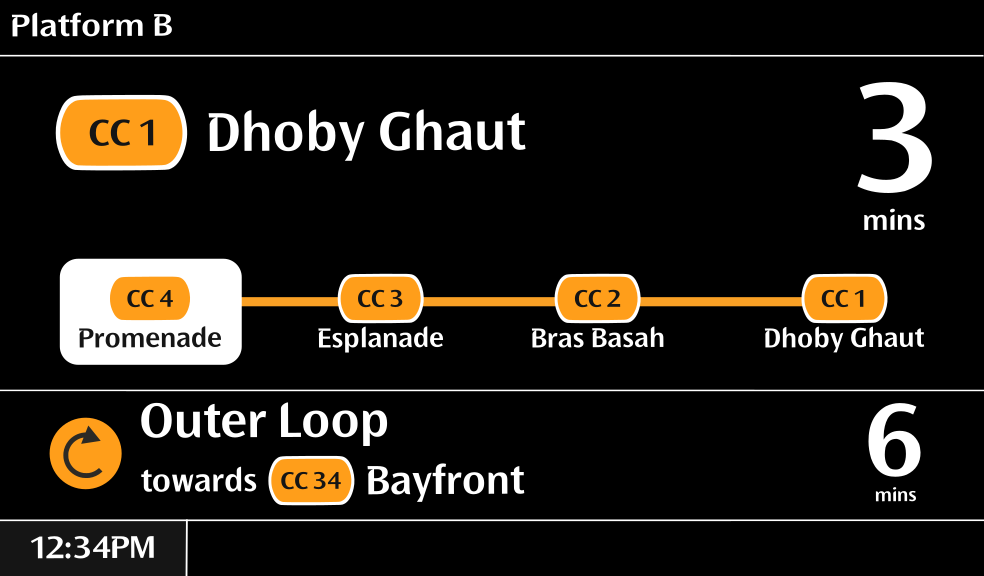 Platform B
CC 1 Dhoby Ghaut
3
mins
CC 4 CC 3 CC 2 CC 1
Promenade Esplanade Bras Basah Dhoby Ghaut
Outer Loop
towards CC 34 Bayfront
6
mins
12:34PM